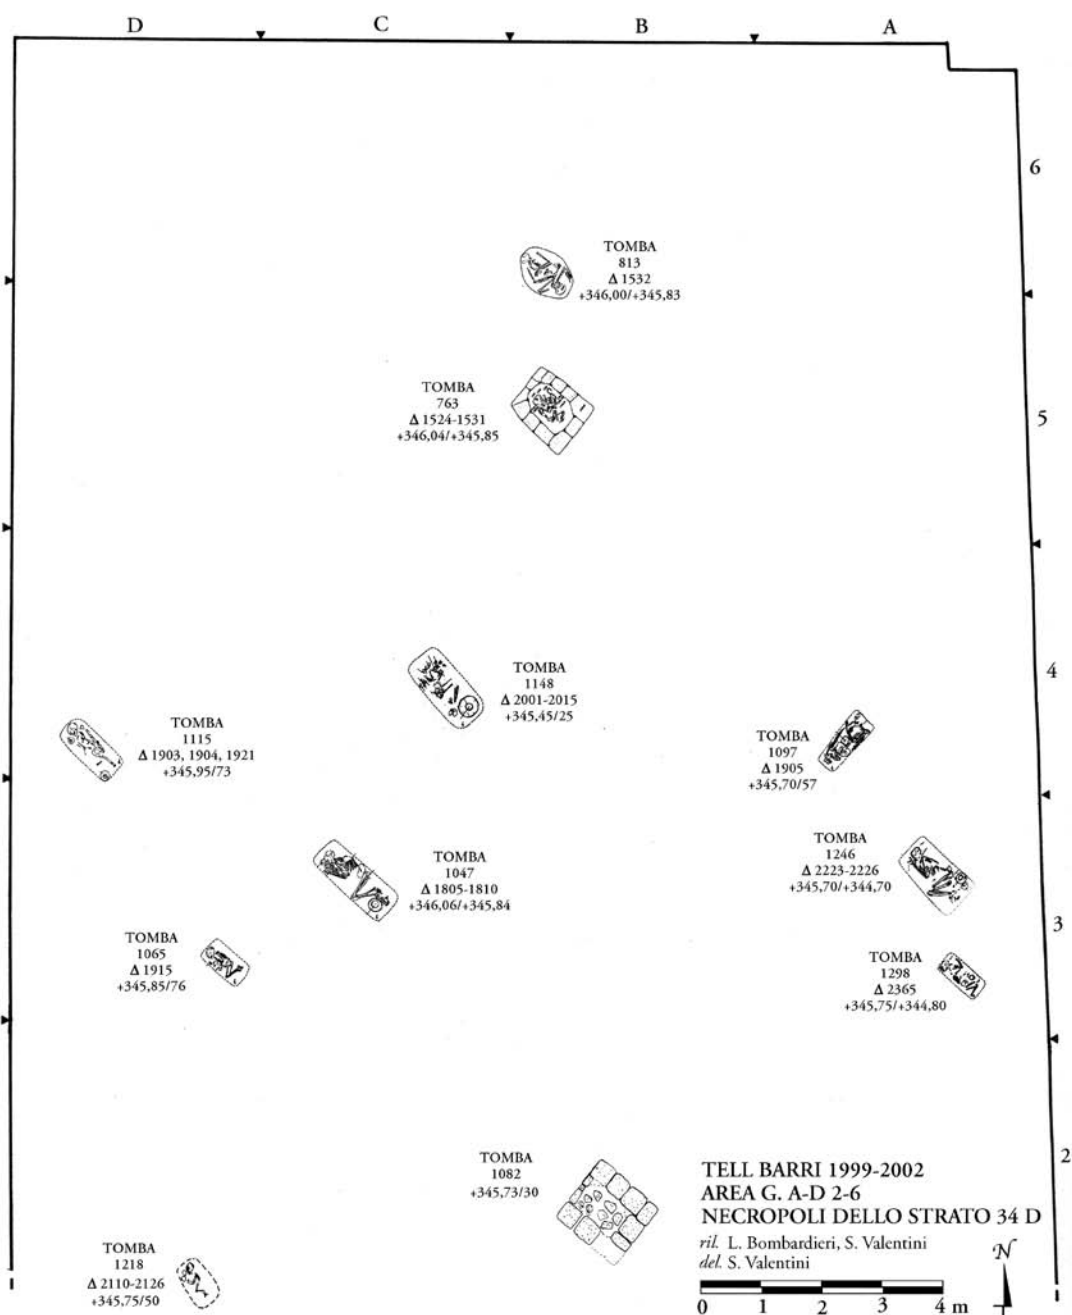 D C B A
6
TOMBA
813
Δ 1532
+346,00/+345,83
TOMBA
763
Δ 1524-1531
+346,04/+345,85
5
TOMBA
1148
Δ 2001-2015
+345,45/25
4
TOMBA
1115
Δ 1903, 1904, 1921
+345,95/73
TOMBA
1097
Δ 1905
+345,70/57
TOMBA
1246
Δ 2223-2226
+345,70/+344,70
TOMBA
1047
Δ 1805-1810
+346,06/+345,84
3
TOMBA
1065
Δ 1915
+345,85/76
TOMBA
1298
Δ 2365
+345,75/+344,80
2
TOMBA
1082
+345,73/30
TOMBA
1218
Δ 2110-2126
+345,75/50
TELL BARRI 1999-2002
AREA G. A-D 2-6
NECROPOLI DELLO STRATO 34 D
ril. L. Bombardieri, S. Valentini
del. S. Valentini
N
0 1 2 3 4 m